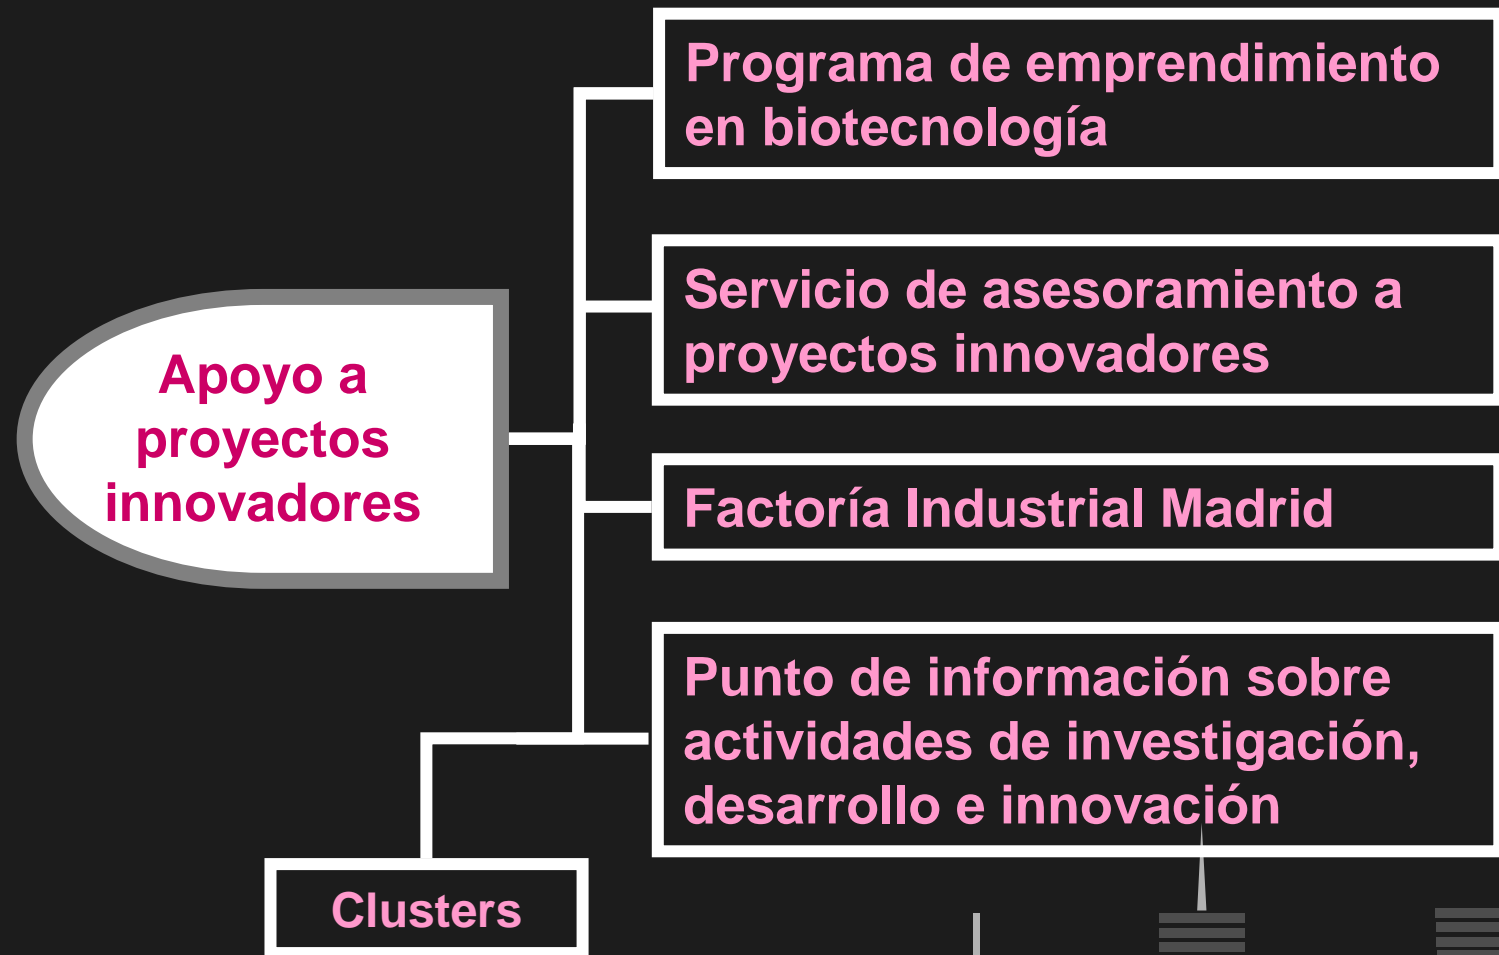 Programa de emprendimiento
en biotecnología
Servicio de asesoramiento a
proyectos innovadores
Apoyo a
proyectos
innovadores
Factoría Industrial Madrid
Punto de información sobre
actividades de investigación,
desarrollo e innovación
Clusters